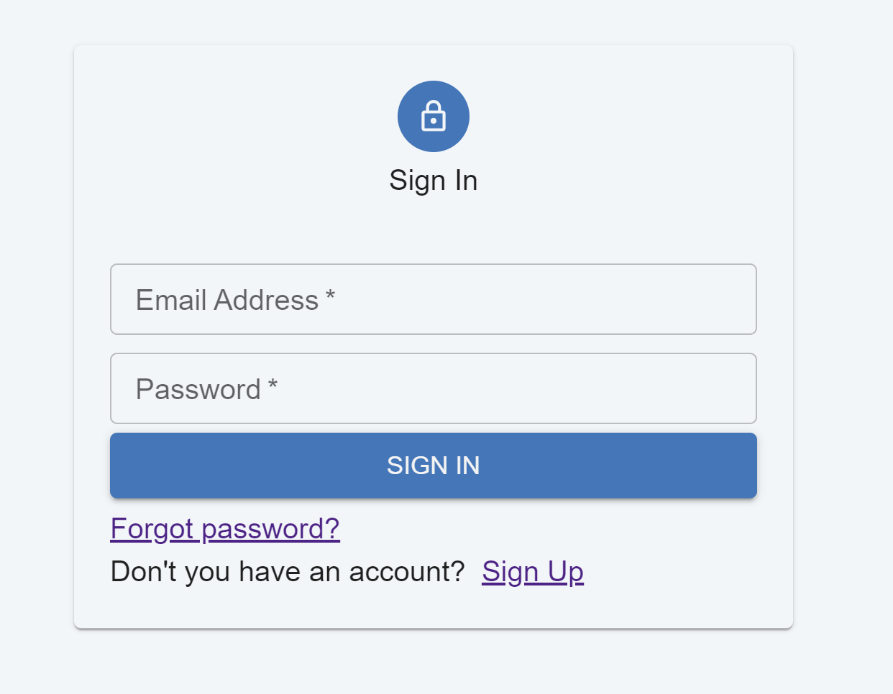 Sign In
Email Address *
Password *
SIGN IN
Forgot password?
Don't you have an account? Sign Up